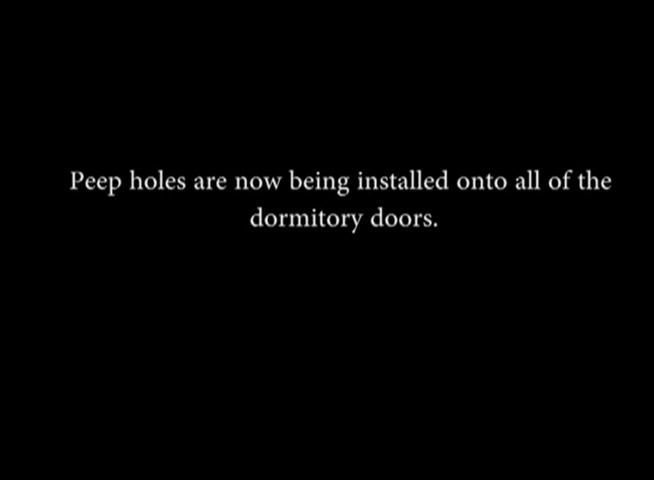 Peep holes are now being installed onto all of the
dormitory doors.